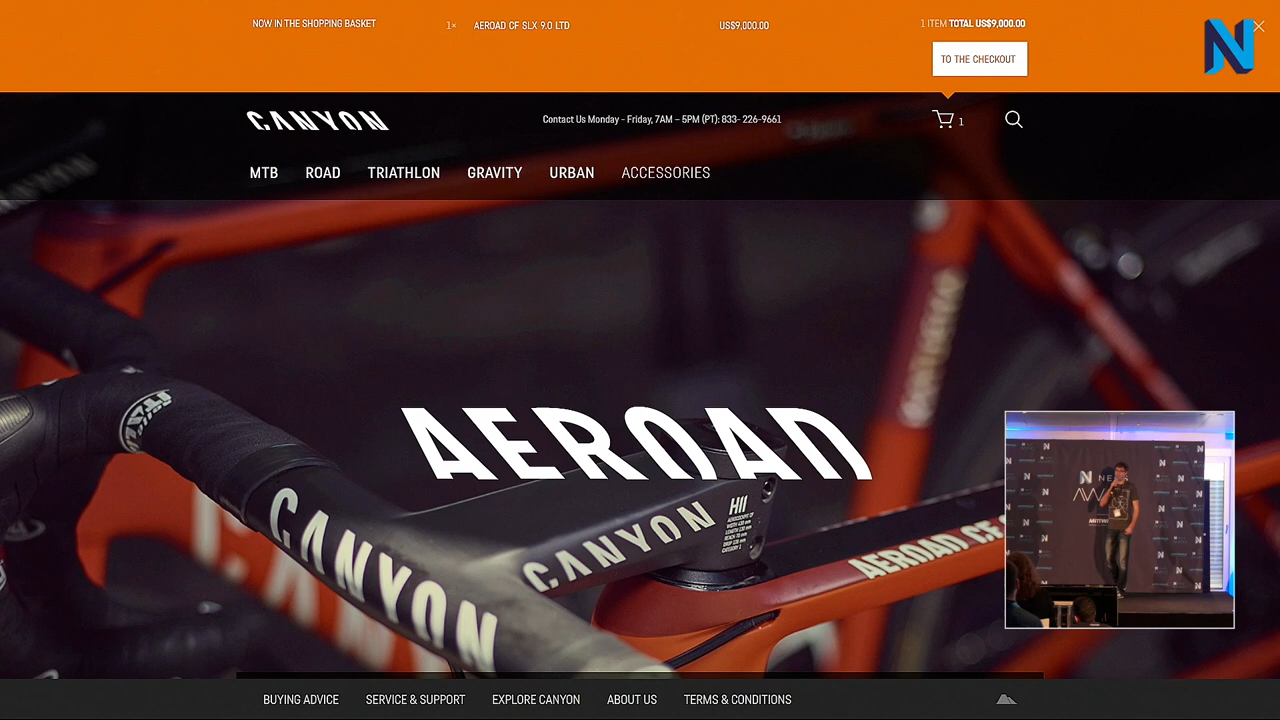 NOW IN THE SHOPPING BASKET 1× AEROAD CF SLX 9.0 LTD US$9,000.00 1 ITEM TOTAL US$9,000.00
TO THE CHECKOUT
N
CANYON Contact Us Monday - Friday, 7AM – 5PM (PT): 833- 226-9661 1
MTB ROAD TRIATHLON GRAVITY URBAN ACCESSORIES
AEROAD
CANYON
CANYON
H11
AEROAD CF
BUYING ADVICE SERVICE & SUPPORT EXPLORE CANYON ABOUT US TERMS & CONDITIONS